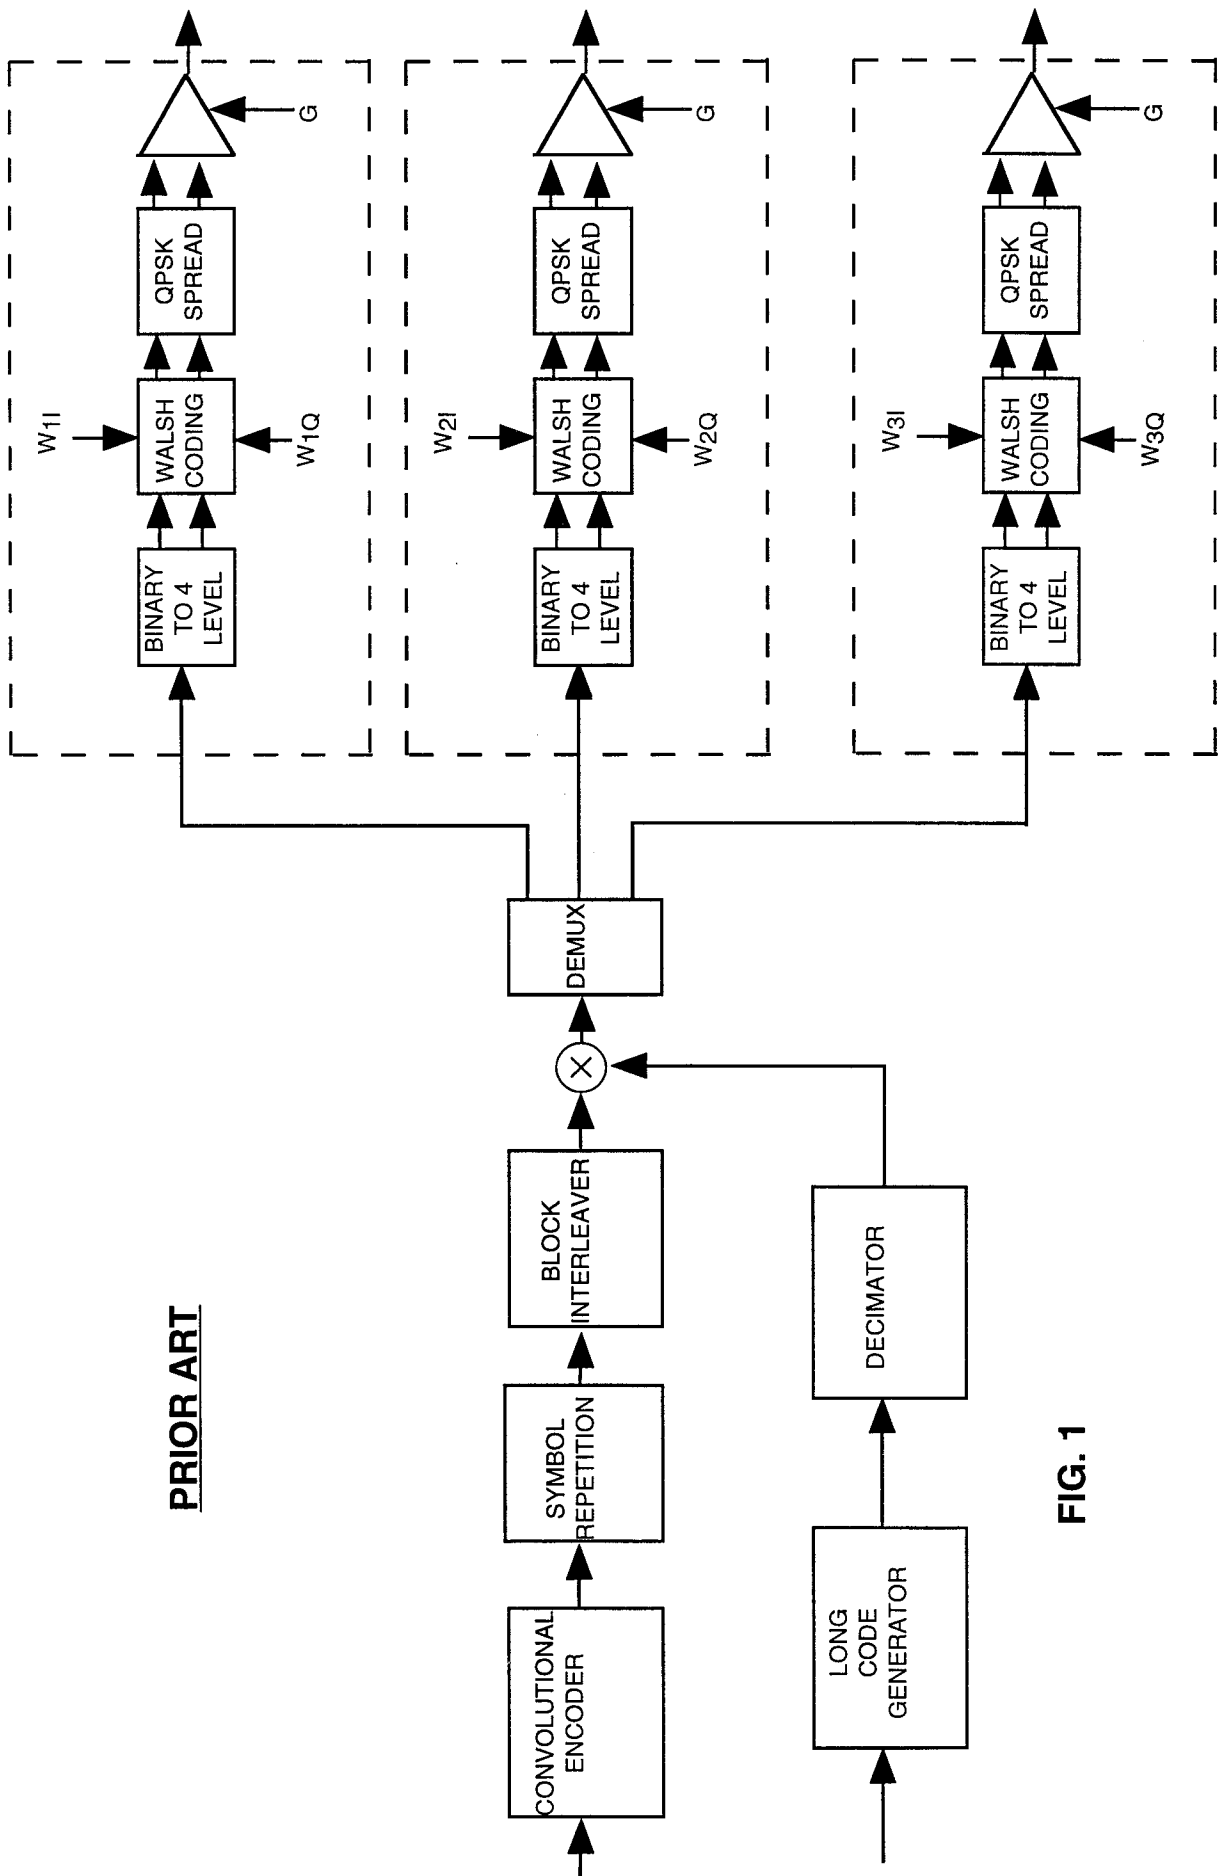 PRIOR ART
CONVOLUTIONAL
ENCODER
SYMBOL
REPETITION
BLOCK
INTERLEAVER
X
DEMUX
LONG
CODE
GENERATOR
DECIMATOR
BINARY
TO 4
LEVEL
W1I
WALSH
CODING
W1Q
QPSK
SPREAD
G
BINARY
TO 4
LEVEL
W2I
WALSH
CODING
W2Q
QPSK
SPREAD
G
BINARY
TO 4
LEVEL
W3I
WALSH
CODING
W3Q
QPSK
SPREAD
G
FIG. 1